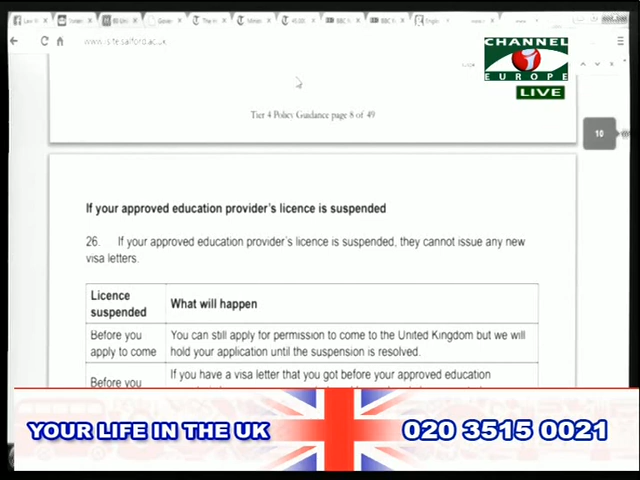 www.isite.salford.ac.uk
CHANNEL
i
EUROPE
LIVE
Tier 4 Policy Guidance page 8 of 49
10
If your approved education provider's licence is suspended
26. If your approved education provider's licence is suspended, they cannot issue any new
visa letters.
Licence
suspended
What will happen
Before you
apply to come
You can still apply for permission to come to the United Kingdom but we will
hold your application until the suspension is resolved.
Before you
If you have a visa letter that you got before your approved education
YOUR LIFE IN THE UK
020 3515 0021